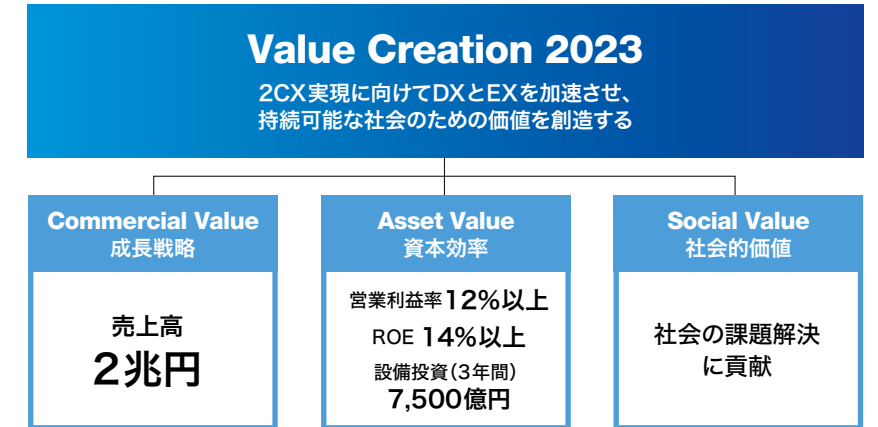 Value Creation 2023
2CX実現に向けてDXとEXを加速させ、
持続可能な社会のための価値を創造する
Commercial Value
成長戦略
売上高
2兆円
Asset Value
資本効率
営業利益率12%以上
ROE 14%以上
設備投資(3年間)
7,500億円
Social Value
社会的価値
社会の課題解決
に貢献